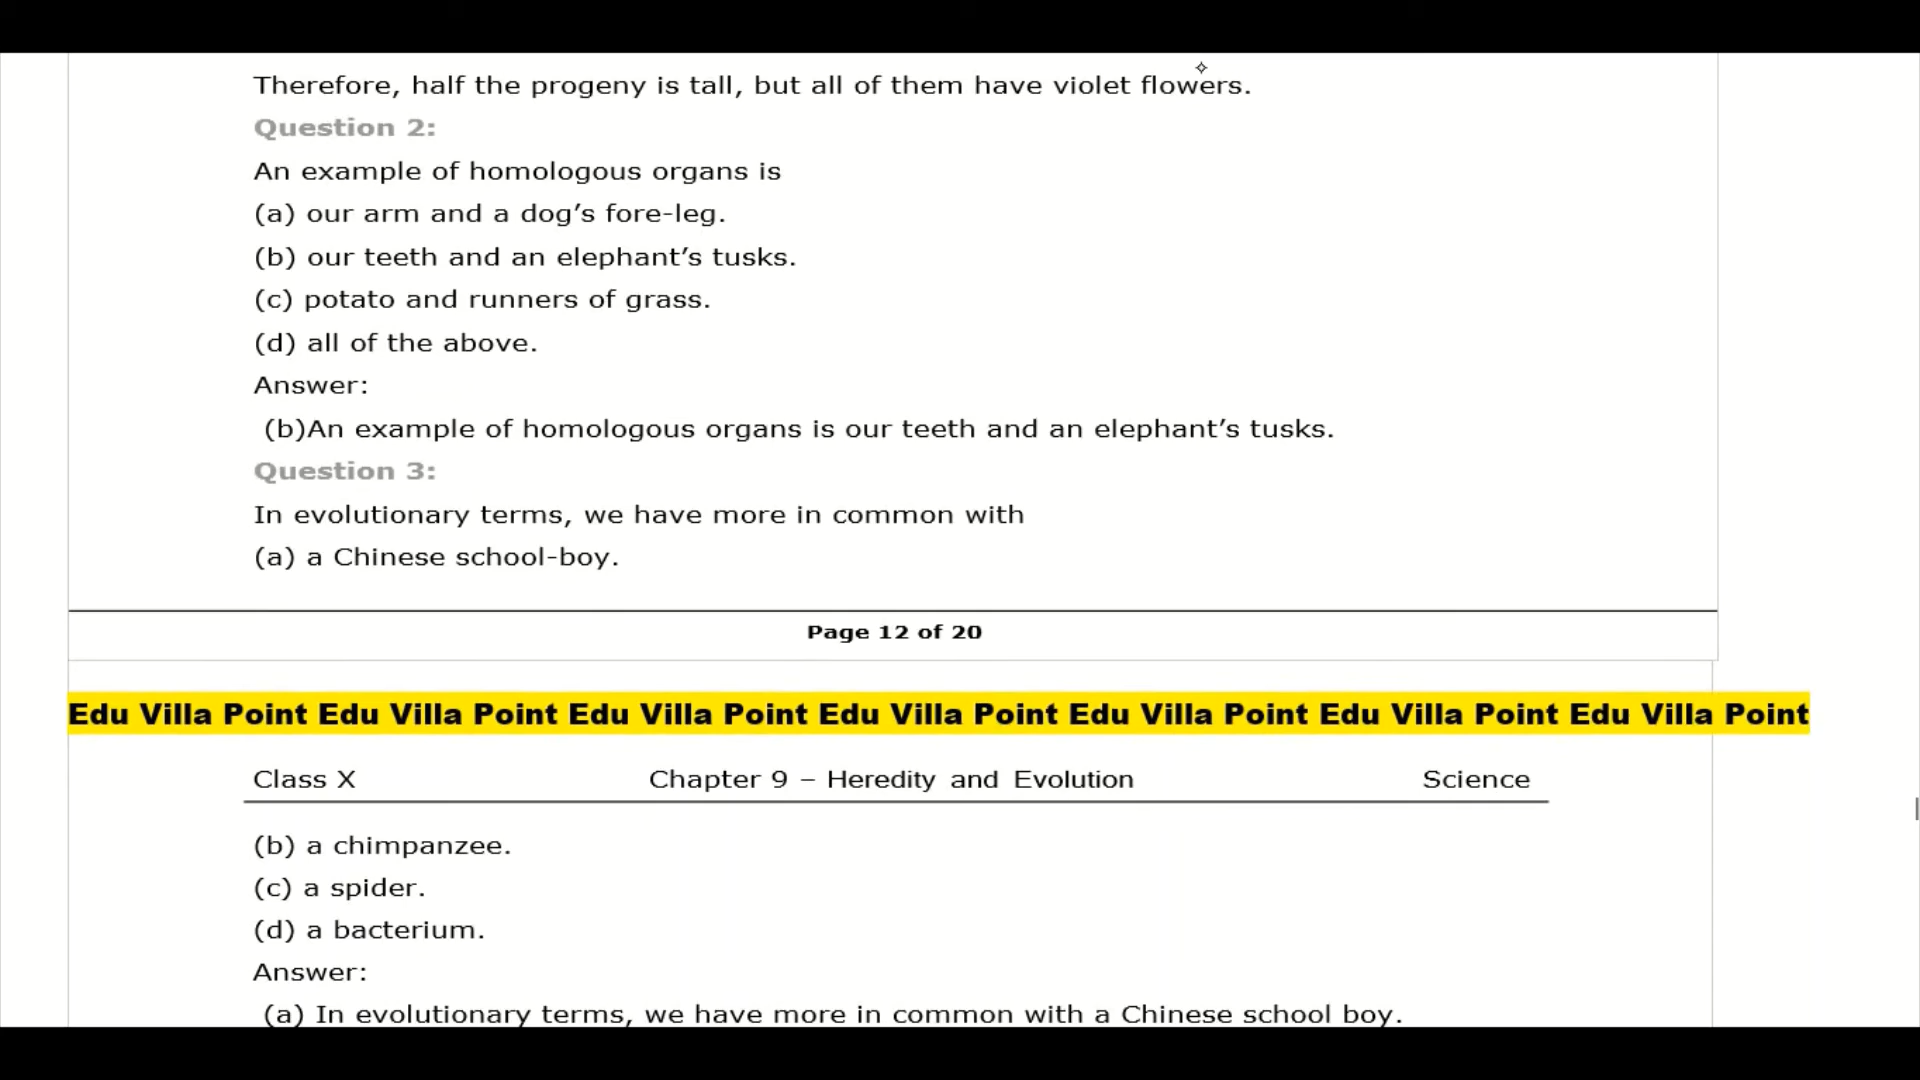 Therefore, half the progeny is tall, but all of them have violet flowers.
Question 2:
An example of homologous organs is
(a) our arm and a dog’s fore-leg.
(b) our teeth and an elephant’s tusks.
(c) potato and runners of grass.
(d) all of the above.
Answer:
(b)An example of homologous organs is our teeth and an elephant’s tusks.
Question 3:
In evolutionary terms, we have more in common with
(a) a Chinese school-boy.
Page 12 of 20
Edu Villa Point Edu Villa Point Edu Villa Point Edu Villa Point Edu Villa Point Edu Villa Point Edu Villa Point
Class X Chapter 9 – Heredity and Evolution Science
(b) a chimpanzee.
(c) a spider.
(d) a bacterium.
Answer:
(a) In evolutionary terms, we have more in common with a Chinese school boy.